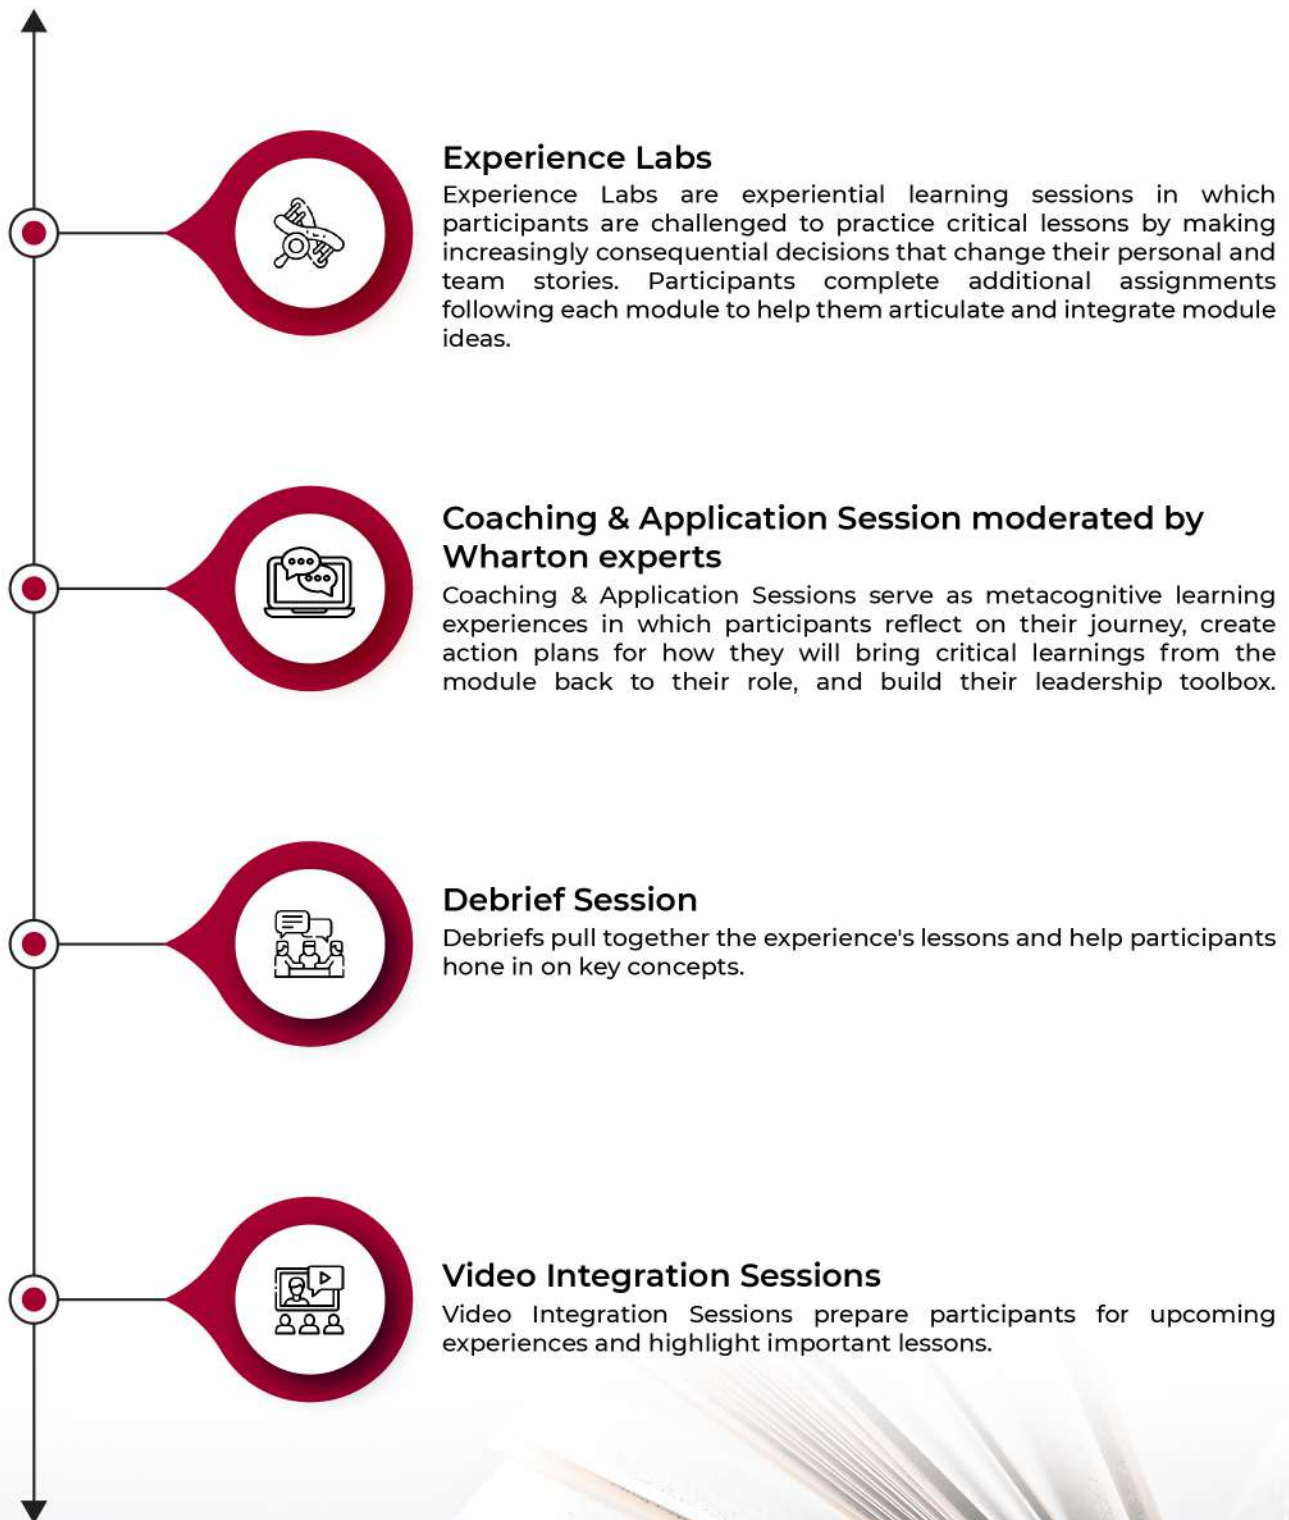 Experience Labs
Experience Labs are experiential learning sessions in which
participants are challenged to practice critical lessons by making
increasingly consequential decisions that change their personal and
team stories. Participants complete additional assignments
following each module to help them articulate and integrate module
ideas.
Coaching & Application Session moderated by
Wharton experts
Coaching & Application Sessions serve as metacognitive learning
experiences in which participants reflect on their journey, create
action plans for how they will bring critical learnings from the
module back to their role, and build their leadership toolbox.
Debrief Session
Debriefs pull together the experience's lessons and help participants
hone in on key concepts.
Video Integration Sessions
Video Integration Sessions prepare participants for upcoming
experiences and highlight important lessons.